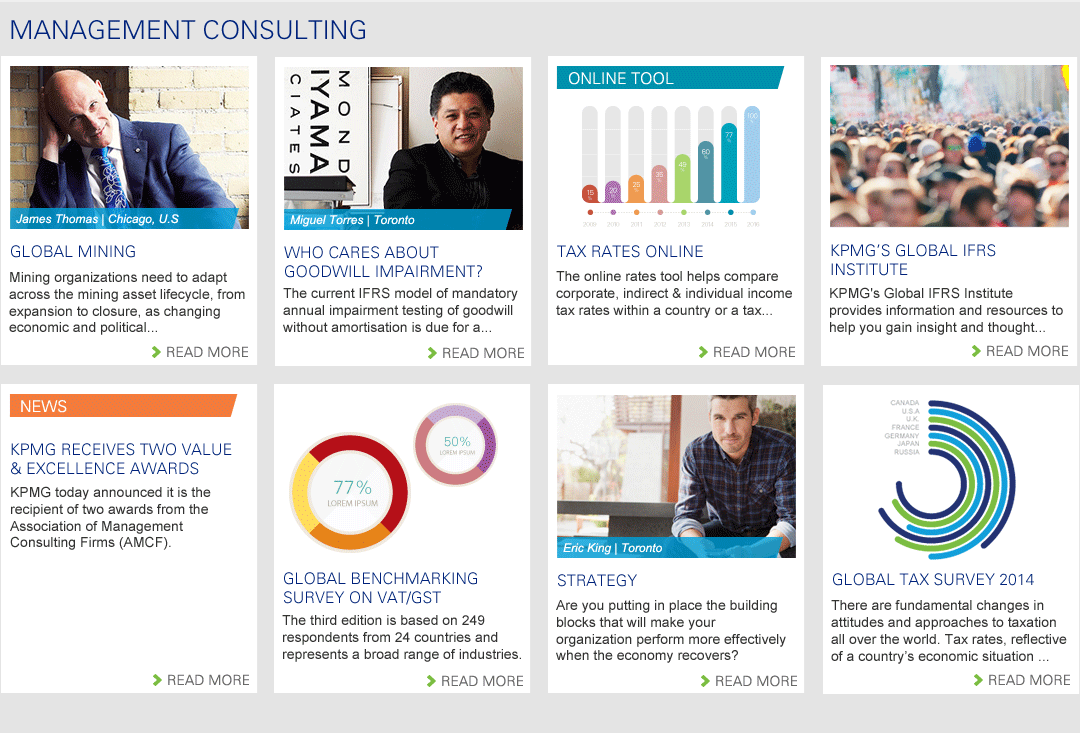 MANAGEMENT CONSULTING
MOND
IYAMA
CIATES
James Thomas | Chicago, U.S
GLOBAL MINING
Mining organizations need to adapt
across the mining asset lifecycle, from
expansion to closure, as changing
economic and political...
READ MORE
Miguel Torres | Toronto
WHO CARES ABOUT
GOODWILL IMPAIRMENT?
The current IFRS model of mandatory
annual impairment testing of goodwill
without amortisation is due for a...
READ MORE
ONLINE TOOL
15
%
20
%
25
%
35
%
49
%
60
%
77
%
100
%
2009 2010 2011 2012 2013 2014 2015 2016
TAX RATES ONLINE
The online rates tool helps compare
corporate, indirect & individual income
tax rates within a country or a tax...
READ MORE
KPMG'S GLOBAL IFRS
INSTITUTE
KPMG's Global IFRS Institute
provides information and resources to
help you gain insight and thought...
READ MORE
NEWS
KPMG RECEIVES TWO VALUE
& EXCELLENCE AWARDS
KPMG today announced it is the
recipient of two awards from the
Association of Management
Consulting Firms (AMCF).
READ MORE
77%
LOREM IPSUM
50%
LOREM IPSUM
GLOBAL BENCHMARKING
SURVEY ON VAT/GST
The third edition is based on 249
respondents from 24 countries and
represents a broad range of industries.
READ MORE
Eric King | Toronto
STRATEGY
Are you putting in place the building
blocks that will make your
organization perform more effectively
when the economy recovers?
READ MORE
CANADA
U.S.A
U.K.
FRANCE
GERMANY
JAPAN
RUSSIA
GLOBAL TAX SURVEY 2014
There are fundamental changes in
attitudes and approaches to taxation
all over the world. Tax rates, reflective
of a country's economic situation ...
READ MORE